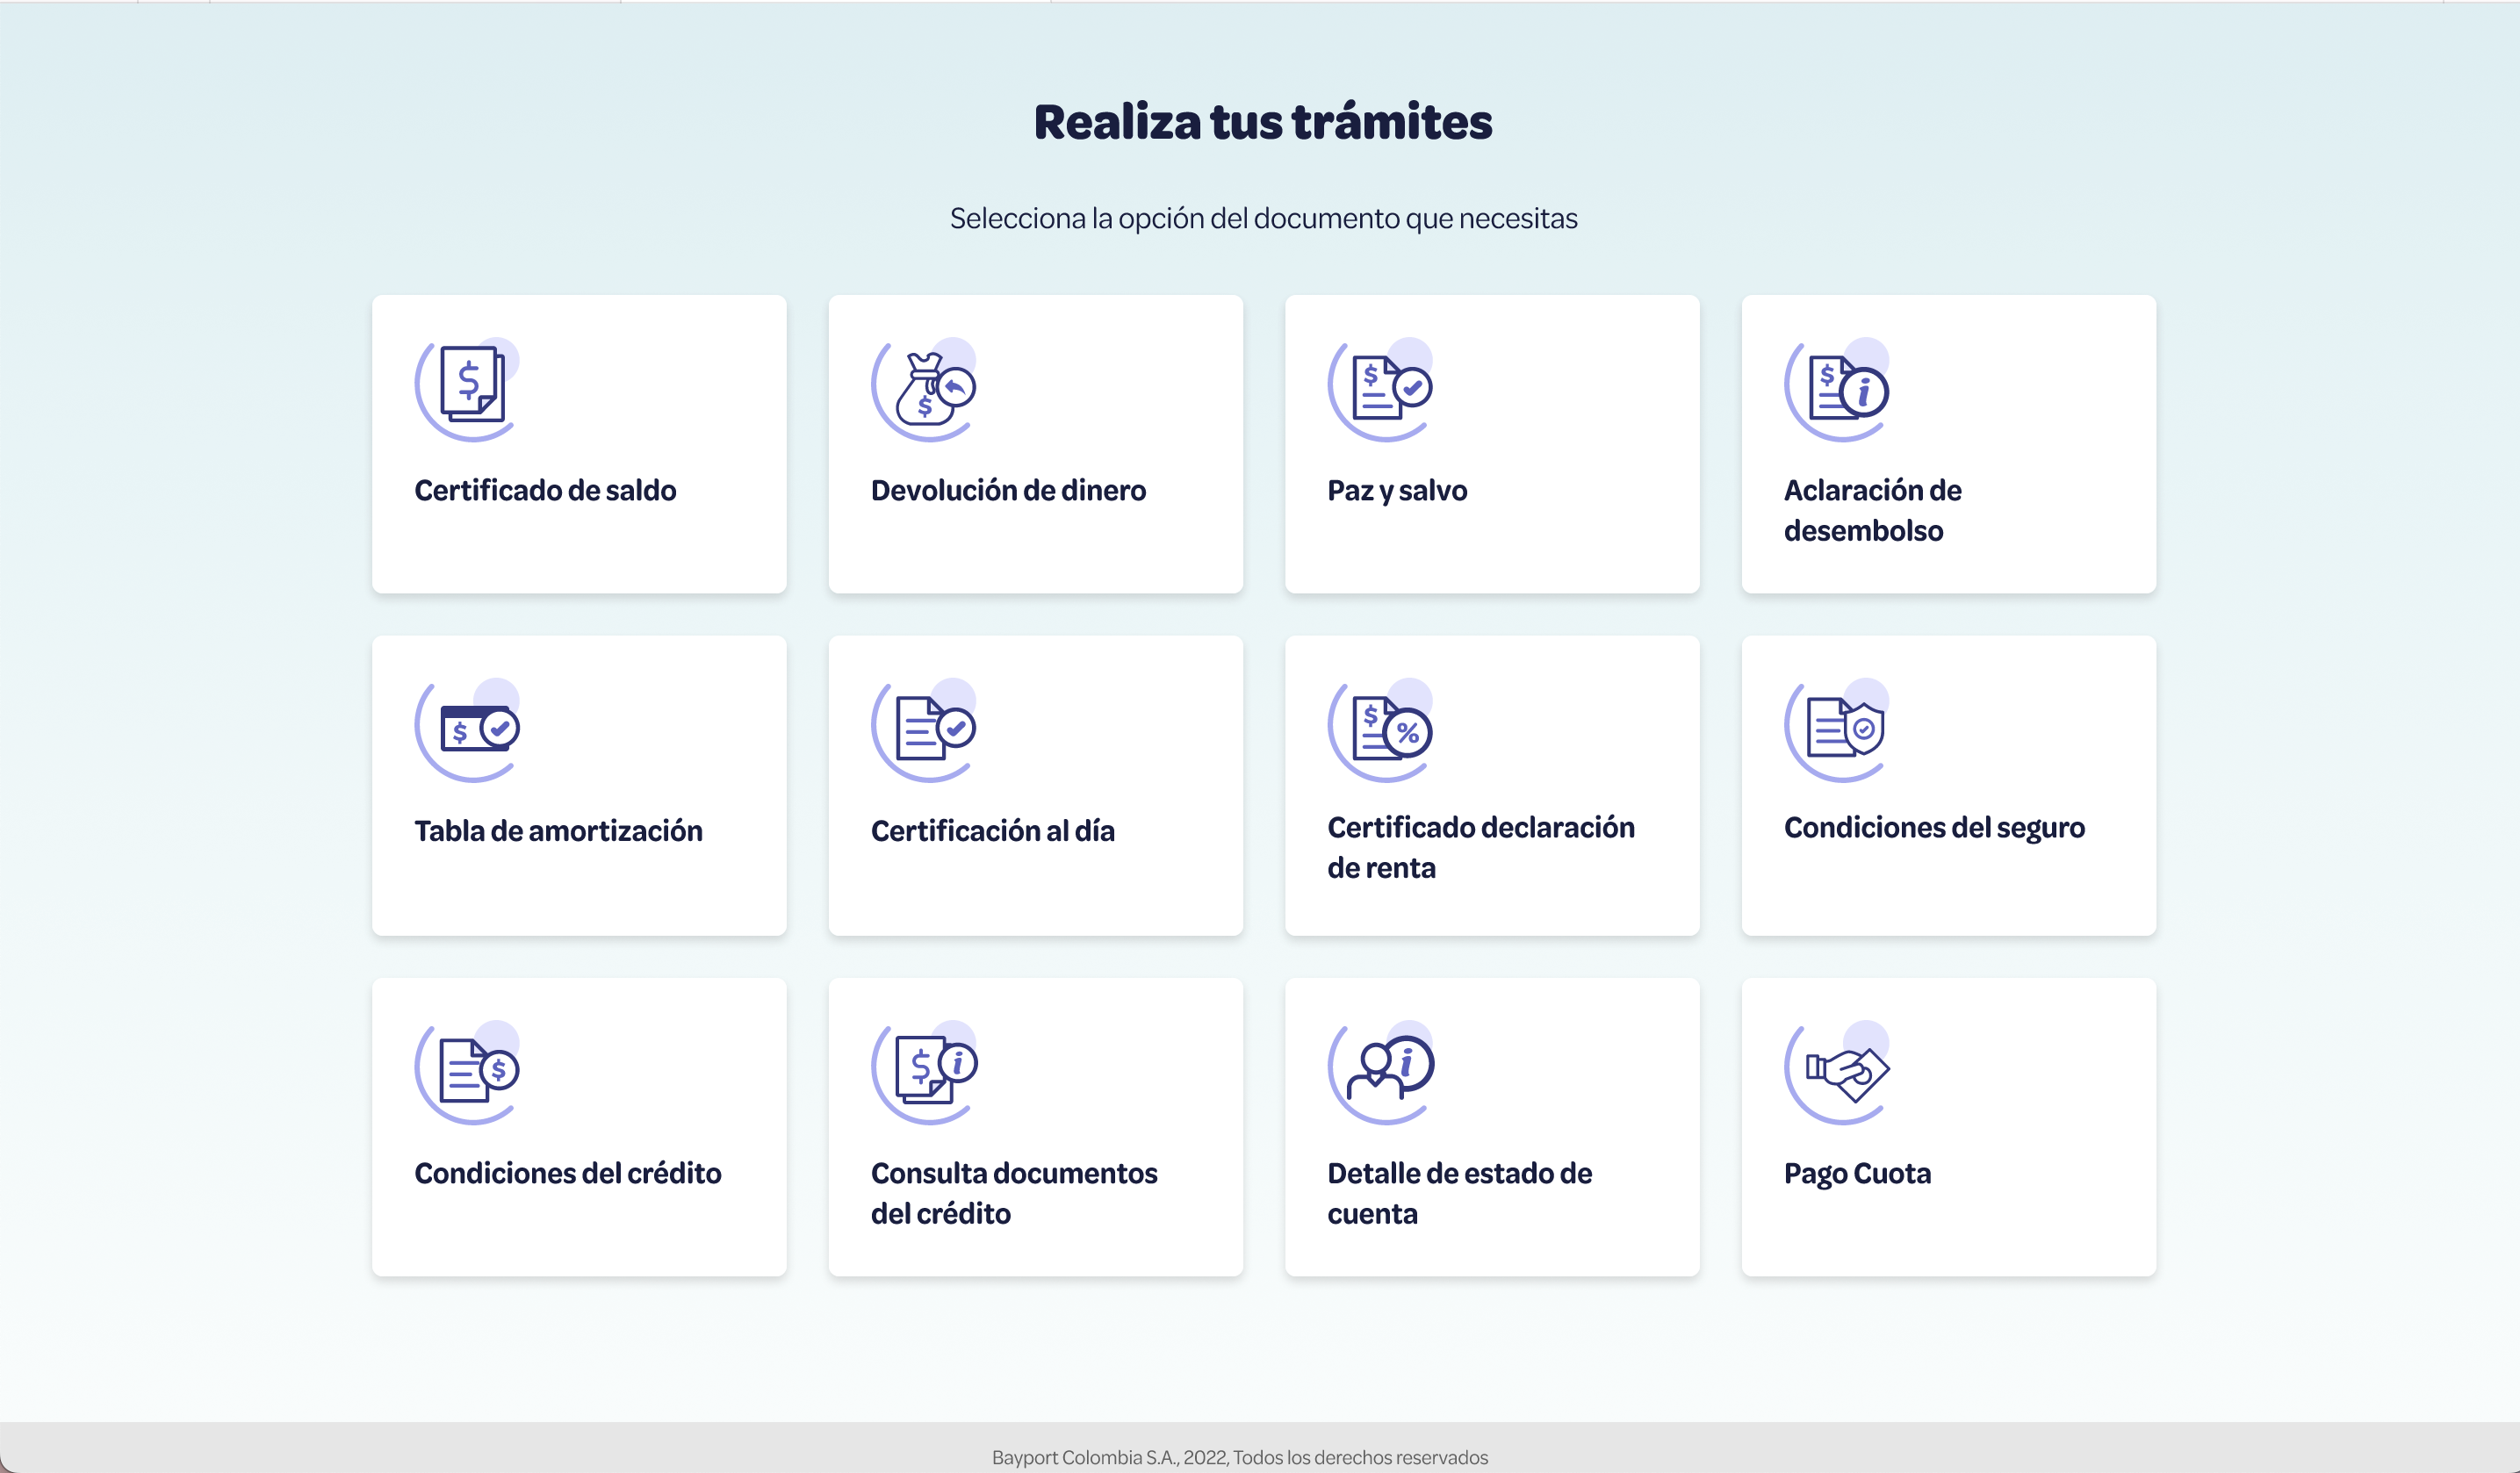 Realiza tus trámites
Selecciona la opción del documento que necesitas
Certificado de saldo
Devolución de dinero
Paz y salvo
Aclaración de
desembolso
Tabla de amortización
Certificación al día
Certificado declaración
de renta
Condiciones del seguro
Condiciones del crédito
Consulta documentos
del crédito
Detalle de estado de
cuenta
Pago Cuota
Bayport Colombia S.A., 2022, Todos los derechos reservados